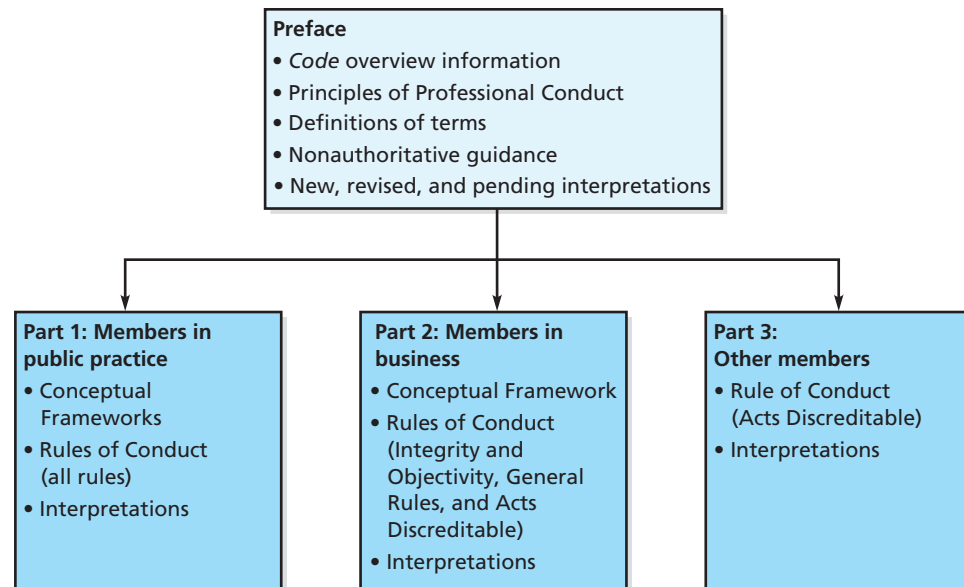 Preface
• Code overview information
• Principles of Professional Conduct
• Definitions of terms
• Nonauthoritative guidance
• New, revised, and pending interpretations
Part 1: Members in
public practice
• Conceptual
Frameworks
• Rules of Conduct
(all rules)
• Interpretations
Part 2: Members in
business
• Conceptual Framework
• Rules of Conduct
(Integrity and
Objectivity, General
Rules, and Acts
Discreditable)
• Interpretations
Part 3:
Other members
• Rule of Conduct
(Acts Discreditable)
• Interpretations